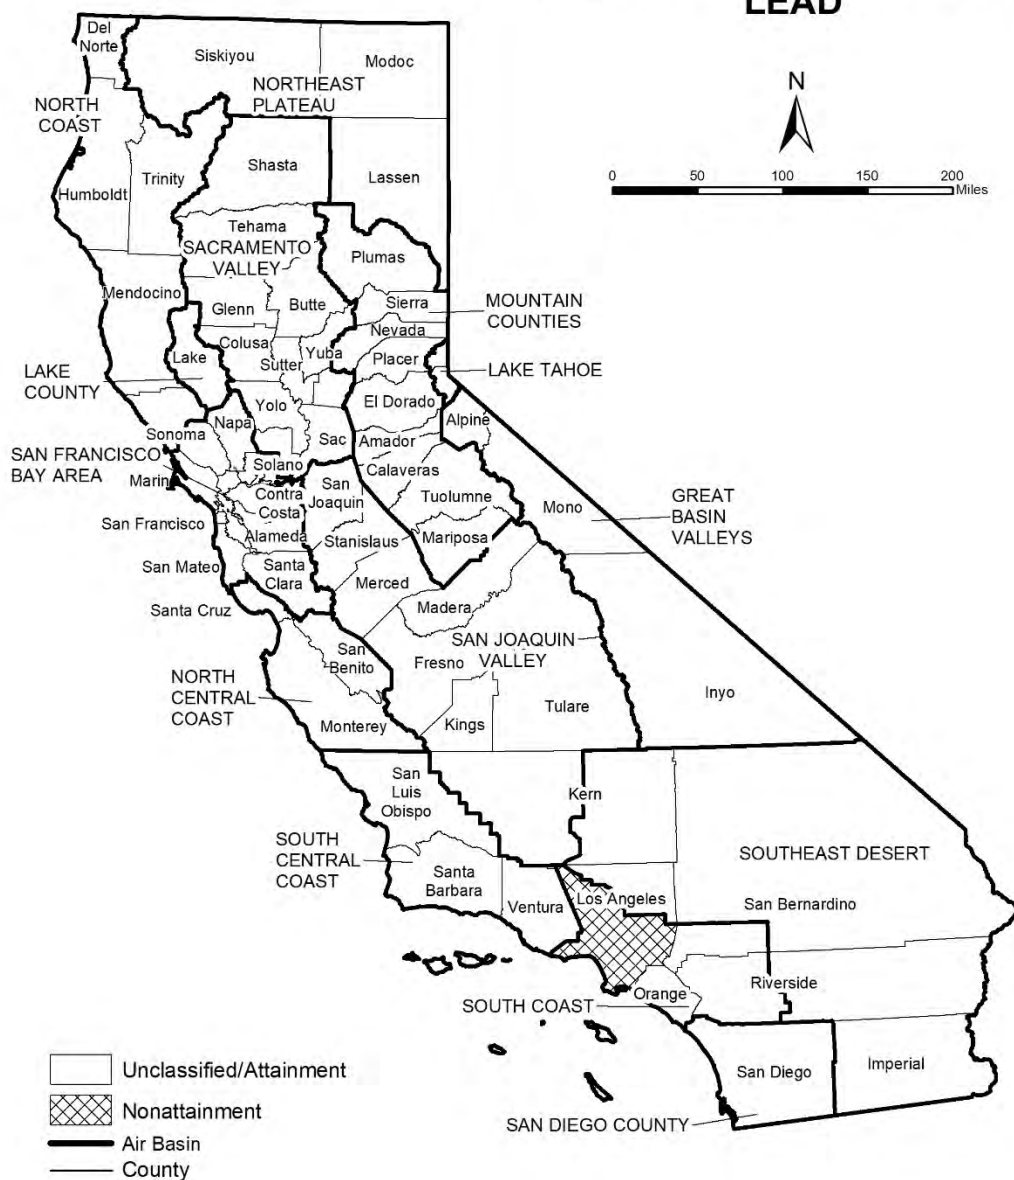 LEAD
Del
Norte
Siskiyou
Modoc
NORTHEAST
PLATEAU
NORTH
COAST
N
Shasta
Trinity
Lassen
Humboldt
0 50 100 150 200
Miles
Tehama
SACRAMENTO
VALLEY
Plumas
Mendocino
Glenn
Butte
Sierra
MOUNTAIN
COUNTIES
Nevada
Colusa
Lake
Sutter
Yuba
Placer
LAKE
COUNTY
LAKE TAHOE
Yolo
El Dorado
Napa
Alpine
Sonoma
Sac
Amador
SAN FRANCISCO
BAY AREA
Solano
Calaveras
Marin
Contra
Costa
San
Joaquin
Tuolumne
Mono
GREAT
BASIN
VALLEYS
San Francisco
Alameda
Stanislaus
Mariposa
San Mateo
Santa
Clara
Merced
Santa Cruz
Madera
San
Benito
SAN JOAQUIN
VALLEY
Fresno
NORTH
CENTRAL
COAST
Inyo
Monterey
Kings
Tulare
San
Luis
Obispo
Kern
SOUTH
CENTRAL
COAST
SOUTHEAST DESERT
Santa
Barbara
Ventura
Los Angeles
San Bernardino
Riverside
Orange
SOUTH COAST
San Diego
Imperial
SAN DIEGO COUNTY
Unclassified/Attainment
Nonattainment
Air Basin
County